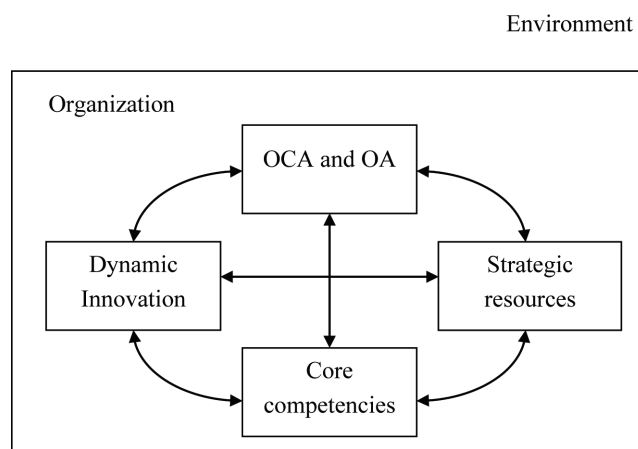 Environment
Organization
OCA and OA
Dynamic
Innovation
Strategic
resources
Core
competencies